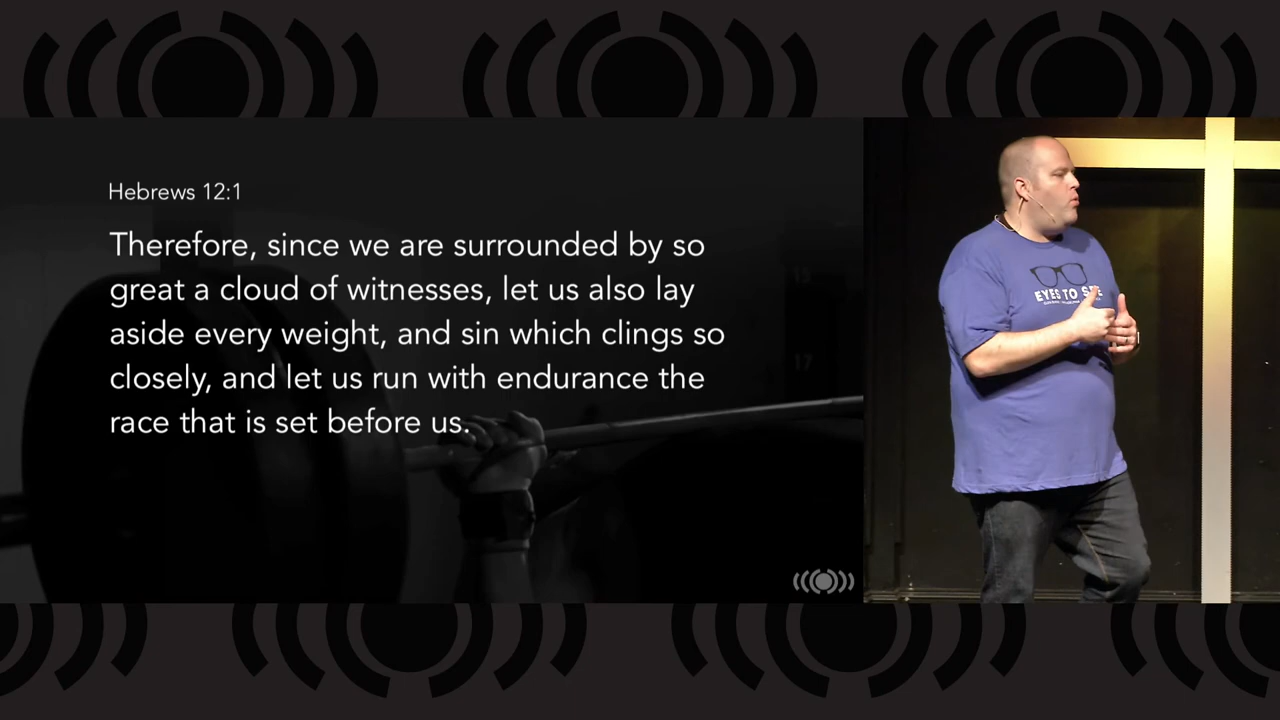 Hebrews 12:1
Therefore, since we are surrounded by so
great a cloud of witnesses, let us also lay
aside every weight, and sin which clings so
closely, and let us run with endurance the
race that is set before us.
17
EYES TO SEE